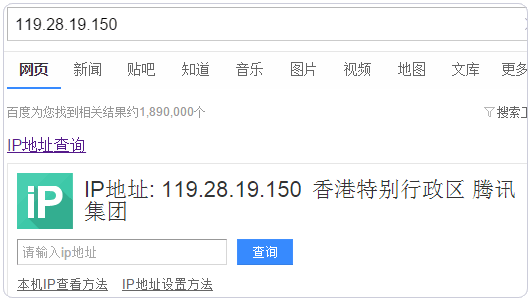 119.28.19.150
网页 新闻 贴吧 知道 音乐 图片 视频 地图 文库 更多
百度为您找到相关结果约1,890,000个 搜索工
IP地址查询
iP IP地址: 119.28.19.150 香港特别行政区 腾讯
集团
请输入ip地址 查询
本机IP查看方法 IP地址设置方法